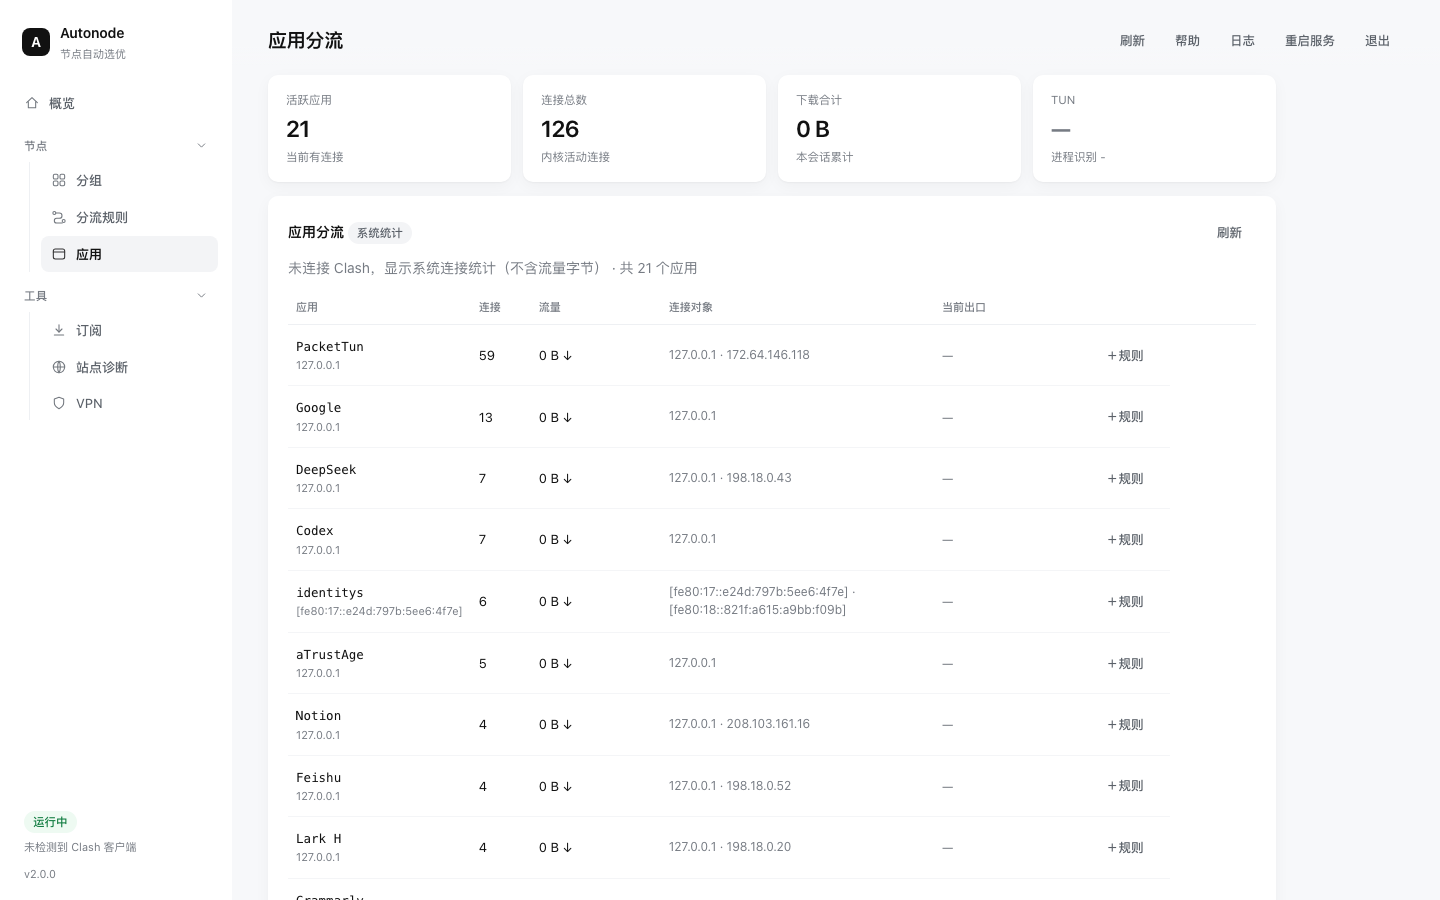 A
Autonode
节点自动选优
概览
节点
分组
分流规则
应用
工具
订阅
站点诊断
VPN
运行中
未检测到 Clash 客户端
v2.0.0
应用分流
刷新 帮助 日志 重启服务 退出
活跃应用
21
当前有连接
连接总数
126
内核活动连接
下载合计
0 B
本会话累计
TUN
—
进程识别 -
应用分流 系统统计 刷新
未连接 Clash，显示系统连接统计（不含流量字节） · 共 21 个应用
应用 连接 流量 连接对象 当前出口
PacketTun
127.0.0.1
59 0 B ↓ 127.0.0.1 · 172.64.146.118 — +规则
Google
127.0.0.1
13 0 B ↓ 127.0.0.1 — +规则
DeepSeek
127.0.0.1
7 0 B ↓ 127.0.0.1 · 198.18.0.43 — +规则
Codex
127.0.0.1
7 0 B ↓ 127.0.0.1 — +规则
identitys
[fe80:17::e24d:797b:5ee6:4f7e]
6 0 B ↓
[fe80:17::e24d:797b:5ee6:4f7e] ·
[fe80:18::821f:a615:a9bb:f09b]
— +规则
aTrustAge
127.0.0.1
5 0 B ↓ 127.0.0.1 — +规则
Notion
127.0.0.1
4 0 B ↓ 127.0.0.1 · 208.103.161.16 — +规则
Feishu
127.0.0.1
4 0 B ↓ 127.0.0.1 · 198.18.0.52 — +规则
Lark H
127.0.0.1
4 0 B ↓ 127.0.0.1 · 198.18.0.20 — +规则